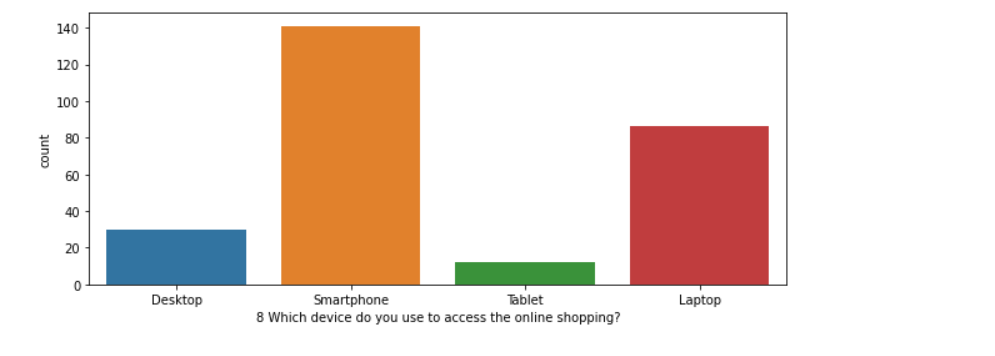 140
120
100
80
60
40
20
0
count
Desktop Smartphone Tablet Laptop
8 Which device do you use to access the online shopping?